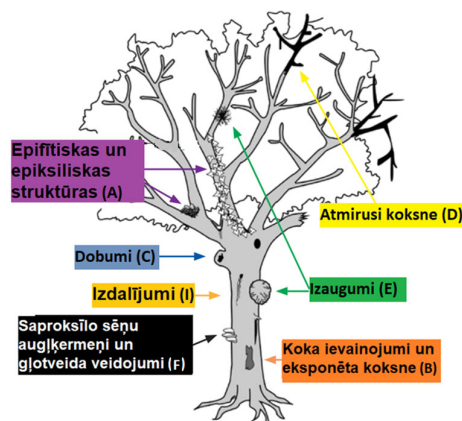 Epifītiskas un
epiksiliskas
struktūras (A)
Atmirusi koksne (D)
Dobumi (C)
Izdalījumi (I)
Izaugumi (E)
Saproksīlo sēņu
augļķermeņi un
gļotveida veidojumi (F)
Koka ievainojumi un
eksponēta koksne (B)